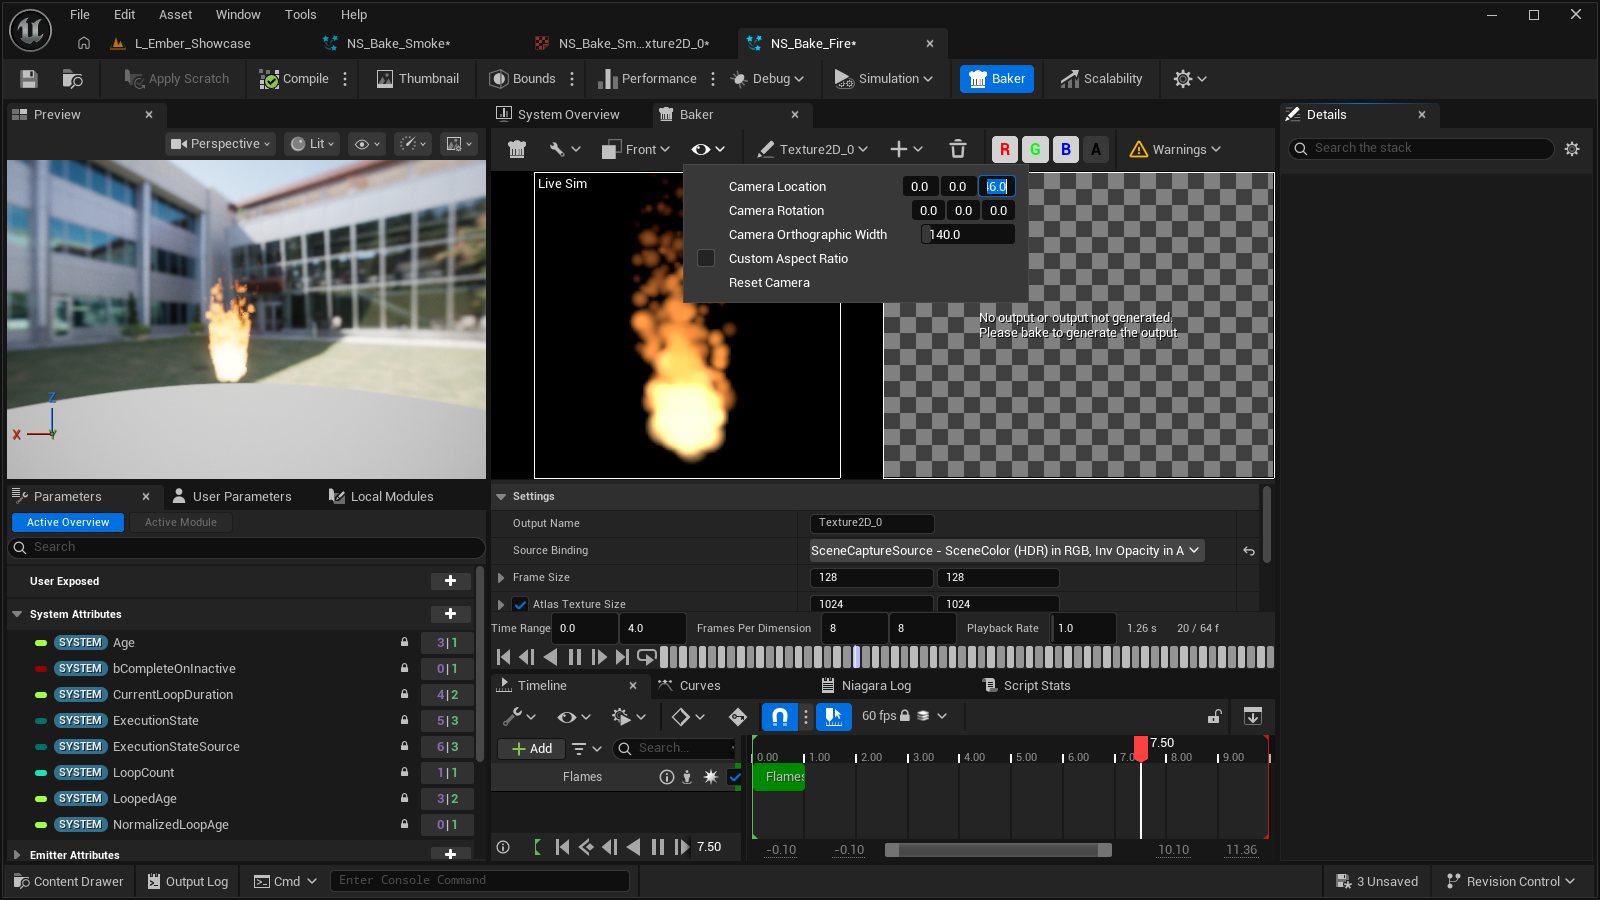 File Edit Asset Window Tools Help
L_Ember_Showcase NS_Bake_Smoke* NS_Bake_Sm...xture2D_0* NS_Bake_Fire*
Apply Scratch Compile Thumbnail Bounds Performance Debug Simulation Baker Scalability
Preview
Perspective Lit
X Y Z
System Overview Baker
Front Texture2D_0 R G B A Warnings
Live Sim
Camera Location 0.0 0.0
Camera Rotation 0.0 0.0 0.0
Camera Orthographic Width 140.0
Custom Aspect Ratio
Reset Camera
No output or output not generated.
Please bake to generate the output
Details
Search the stack
Parameters User Parameters Local Modules
Active Overview Active Module
Search
User Exposed
System Attributes
SYSTEM Age 3|1
SYSTEM bCompleteOnInactive 0|1
SYSTEM CurrentLoopDuration 4|2
SYSTEM ExecutionState 5|3
SYSTEM ExecutionStateSource 6|3
SYSTEM LoopCount 1|1
SYSTEM LoopedAge 3|2
SYSTEM NormalizedLoopAge 0|1
Emitter Attributes
Settings
Output Name Texture2D_0
Source Binding SceneCaptureSource - SceneColor (HDR) in RGB, Inv Opacity in A
Frame Size 128 128
Atlas Texture Size 1024 1024
Time Range 0.0 4.0 Frames Per Dimension 8 8 Playback Rate 1.0 1.26 s 20 / 64 f
Timeline Curves Niagara Log Script Stats
60 fps
Add Search...
7.50
0.00 1.00 2.00 3.00 4.00 5.00 6.00 8.00 9.00
Flames Flames
7.50 -0.10 -0.10 10.10 11.36
Content Drawer Output Log Cmd Enter Console Command 3 Unsaved Revision Control